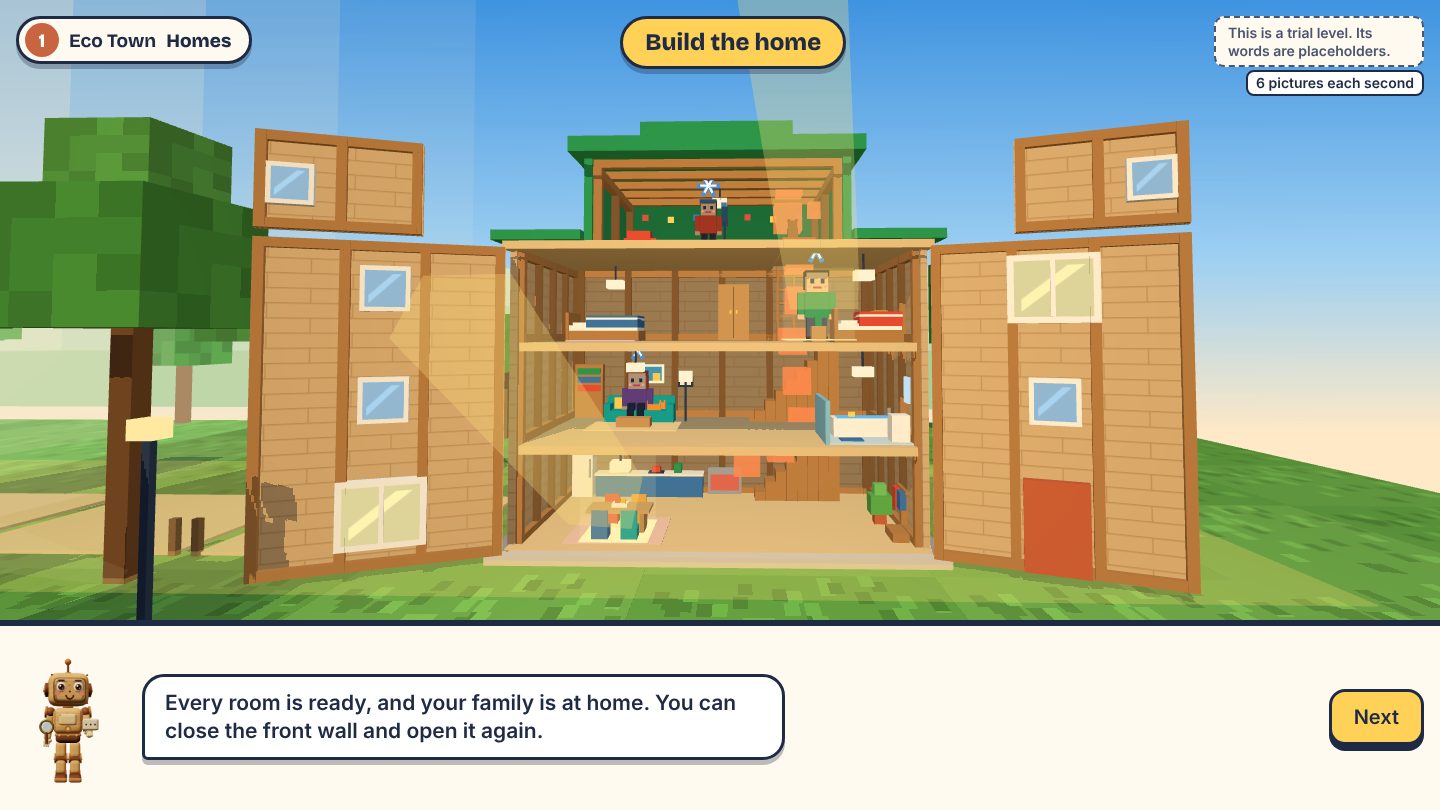 1 Eco Town Homes
Build the home
This is a trial level. Its
words are placeholders.
6 pictures each second
Every room is ready, and your family is at home. You can
close the front wall and open it again.
Next